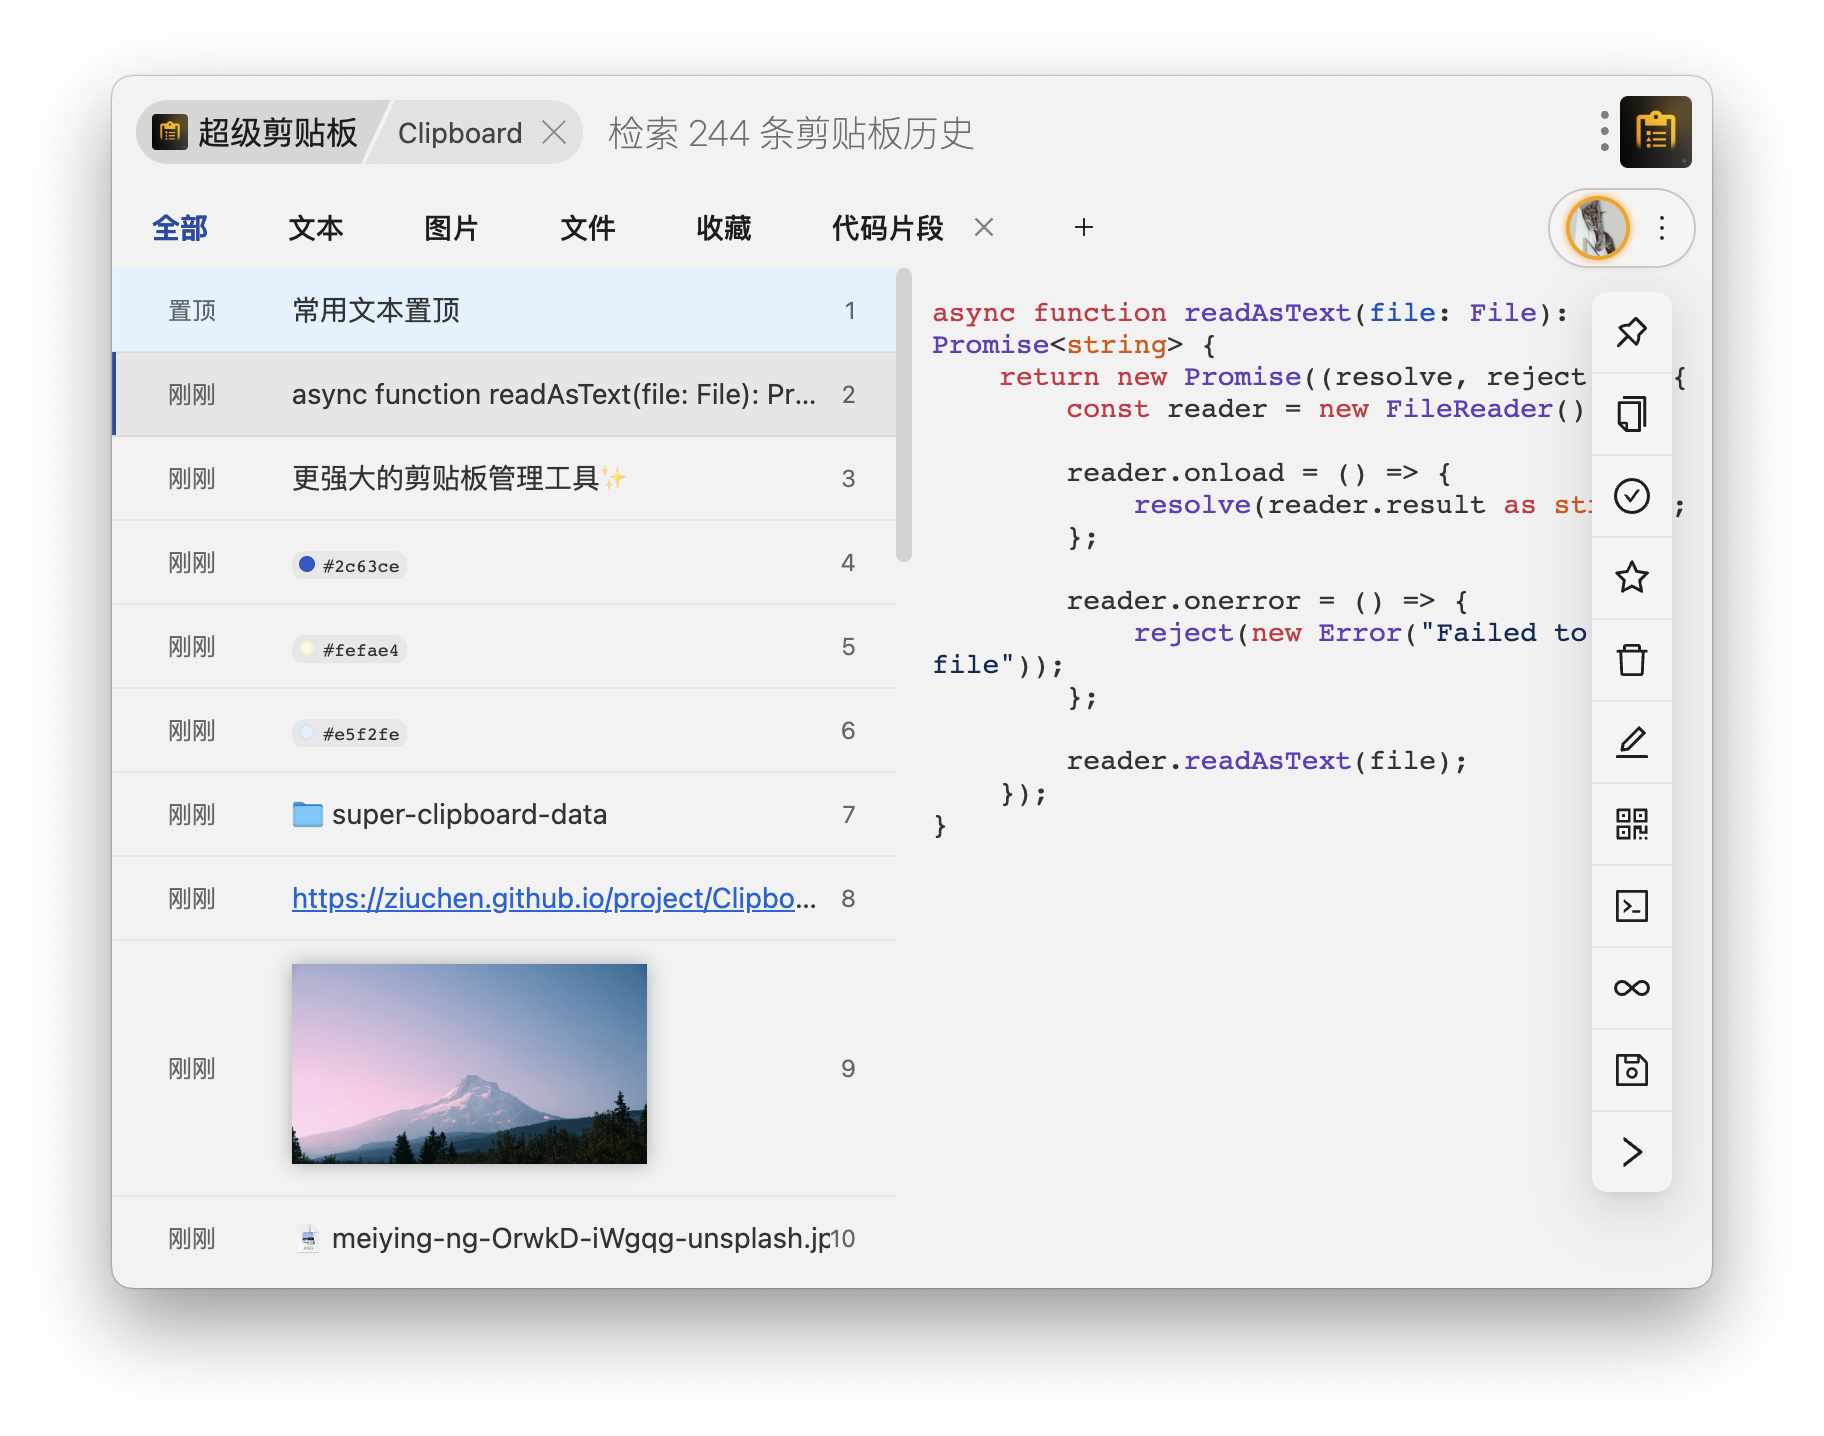 超级剪贴板 Clipboard 检索 244 条剪贴板历史
全部 文本 图片 文件 收藏 代码片段
置顶 常用文本置顶 1
刚刚 async function readAsText(file: File): Pr... 2
刚刚 更强大的剪贴板管理工具✨ 3
刚刚 #2c63ce 4
刚刚 #fefae4 5
刚刚 #e5f2fe 6
刚刚 super-clipboard-data 7
刚刚 https://ziuchen.github.io/project/Clipbo... 8
刚刚 9
刚刚 meiying-ng-OrwkD-iWgqg-unsplash.jp 10
async function readAsText(file: File):
Promise<string> {
    return new Promise((resolve, reject {
        const reader = new FileReader()

        reader.onload = () => {
            resolve(reader.result as str ;
        };

        reader.onerror = () => {
            reject(new Error("Failed to
file"));
        };

        reader.readAsText(file);
    });
}